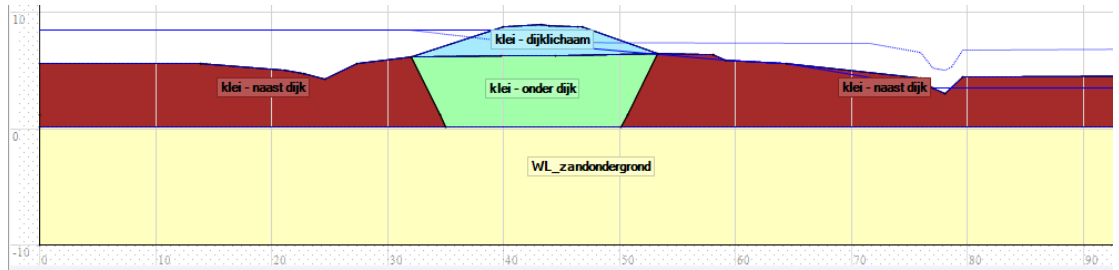 10
klei - dijklichaam
klei - naast dijk
klei - onder dijk
klei - naast dijk
0
WL_zandondergrond
-10
0 10 20 30 40 50 60 70 80 90